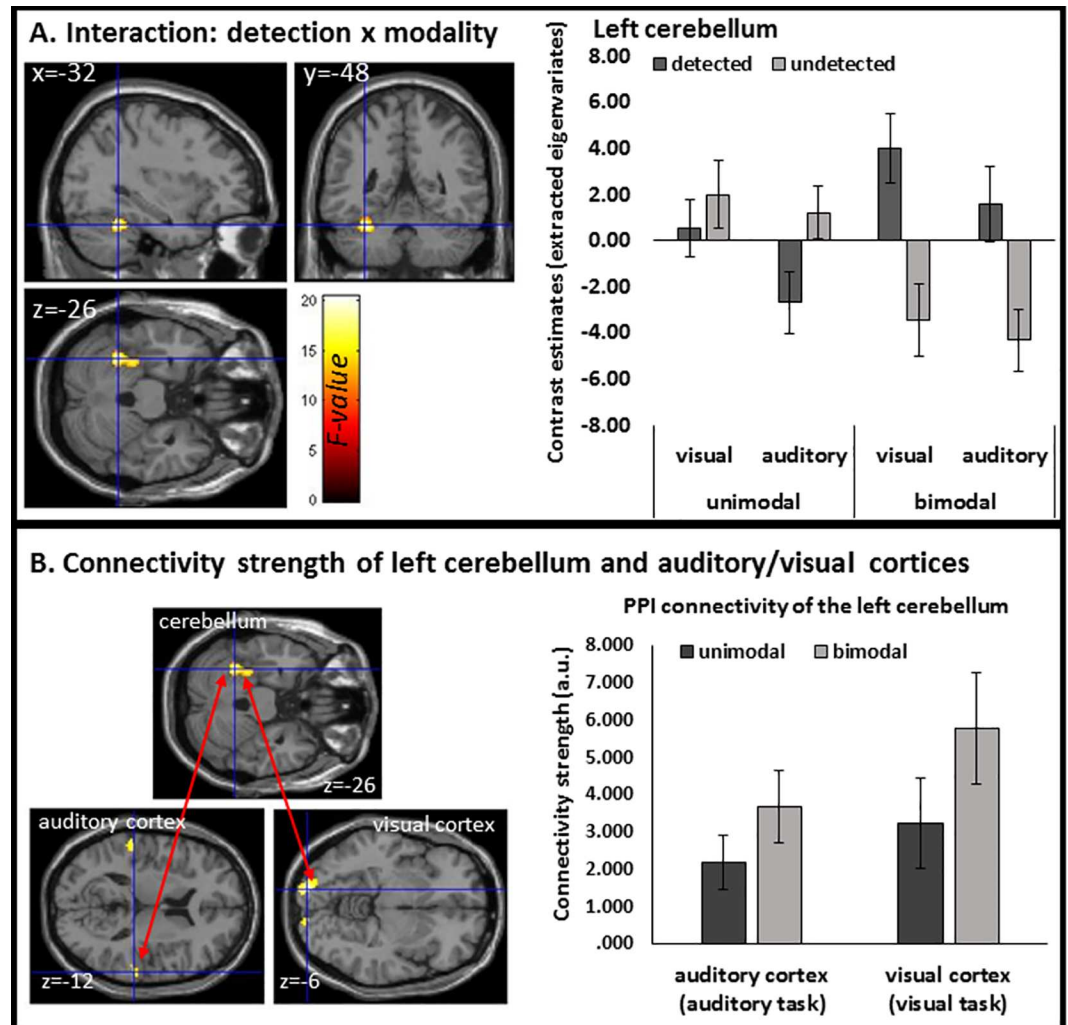 A. Interaction: detection x modality
x=-32
y=-48
z=-26
20
15
10
5
0
F-value
Left cerebellum
detected undetected
Contrast estimates (extracted eigenvariates)
8.00
6.00
4.00
2.00
0.00
-2.00
-4.00
-6.00
-8.00
visual auditory visual auditory
unimodal bimodal
B. Connectivity strength of left cerebellum and auditory/visual cortices
cerebellum
z=-26
auditory cortex
z=-12
visual cortex
z=-6
PPI connectivity of the left cerebellum
unimodal bimodal
Connectivity strength (a.u.)
8.000
7.000
6.000
5.000
4.000
3.000
2.000
1.000
.000
auditory cortex visual cortex
(auditory task) (visual task)